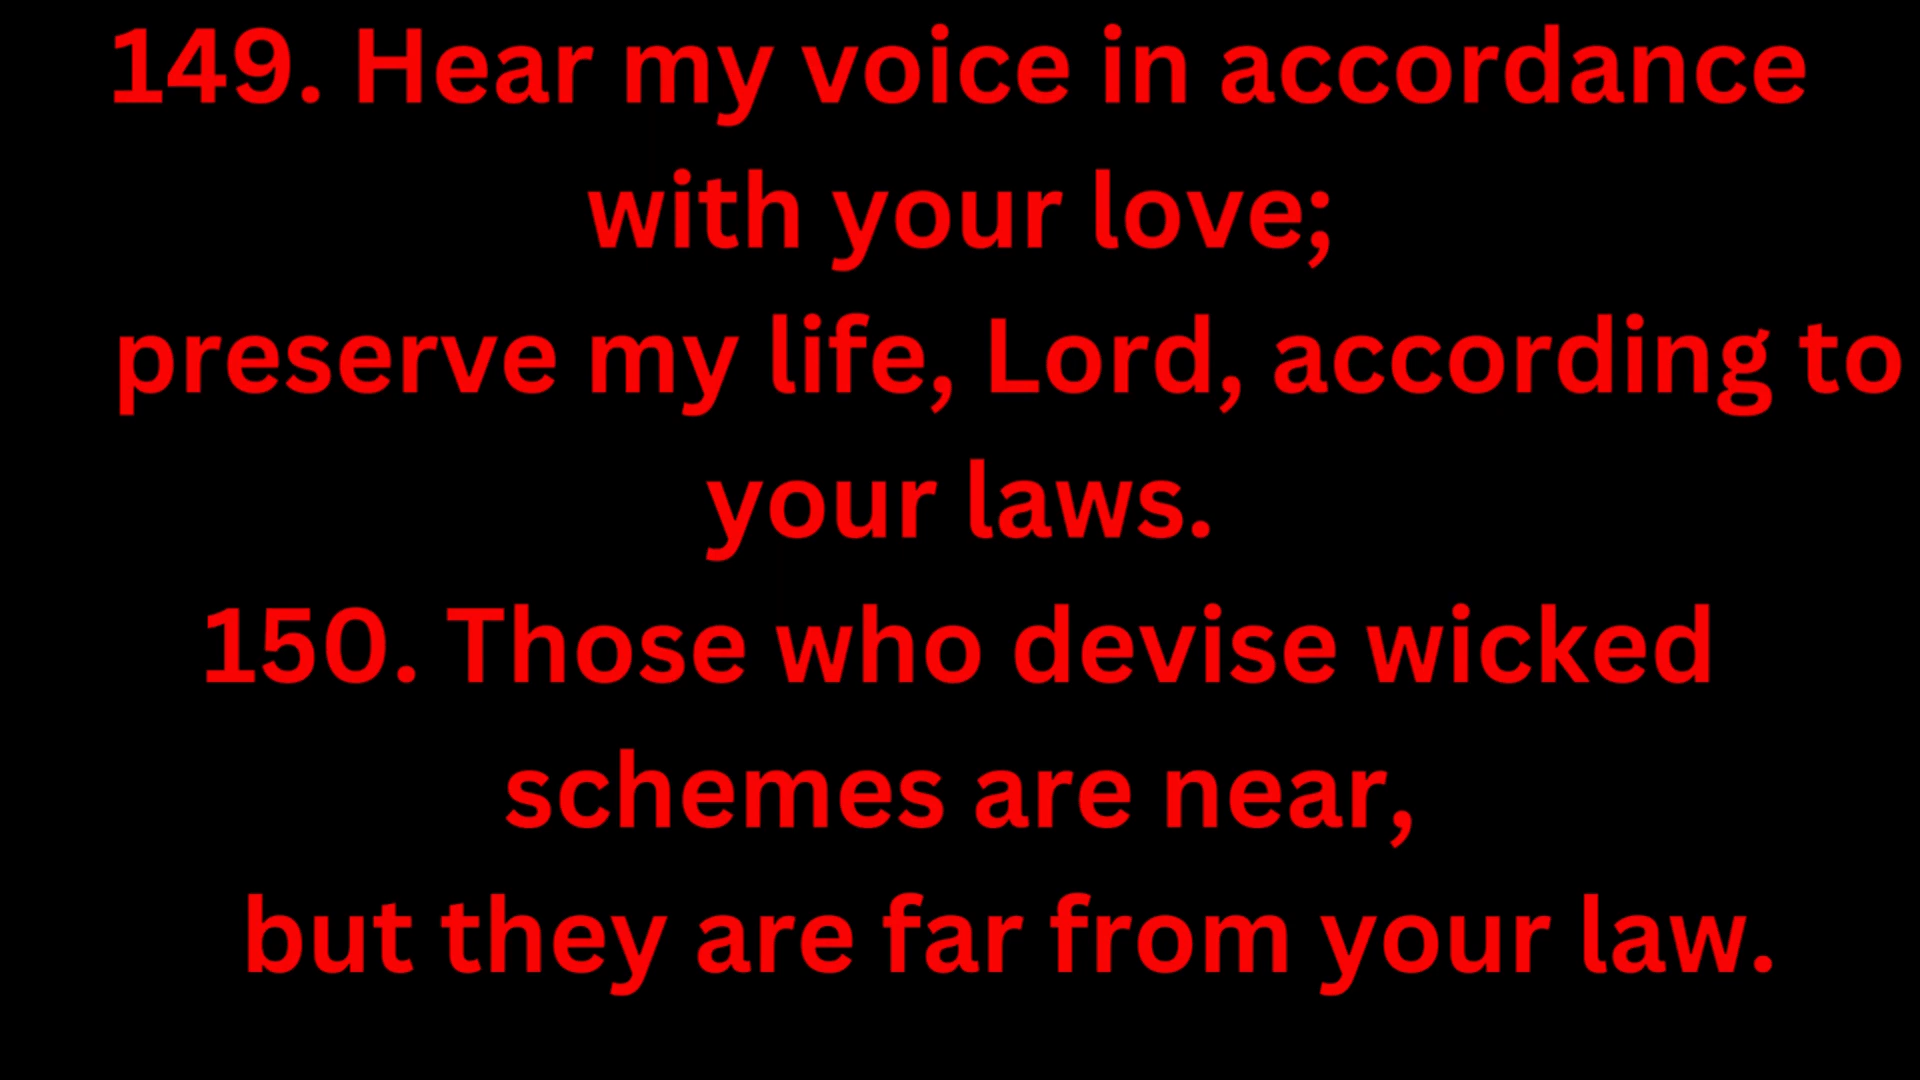 149. Hear my voice in accordance
with your love;
preserve my life, Lord, according to
your laws.
150. Those who devise wicked
schemes are near,
but they are far from your law.